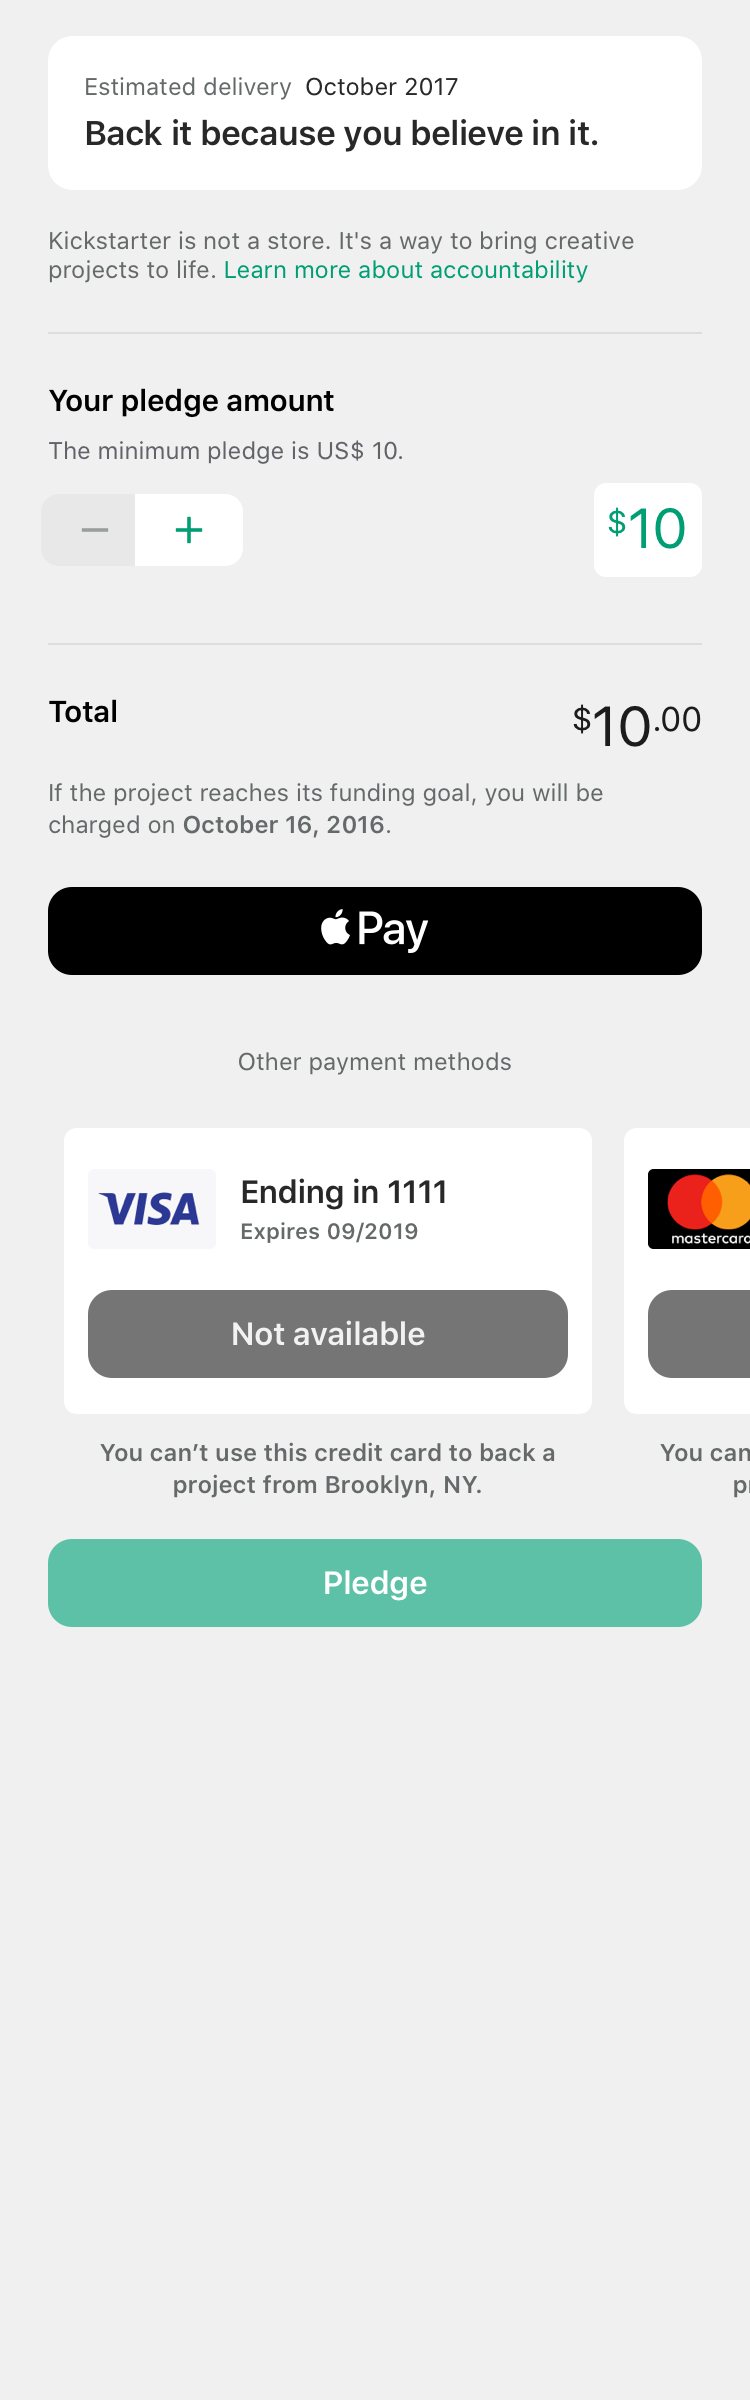 Estimated delivery October 2017
Back it because you believe in it.
Kickstarter is not a store. It's a way to bring creative
projects to life. Learn more about accountability
Your pledge amount
The minimum pledge is US$ 10.
− +
$10
Total
$10.00
If the project reaches its funding goal, you will be
charged on October 16, 2016.
Pay
Other payment methods
VISA
Ending in 1111
Expires 09/2019
Not available
You can’t use this credit card to back a
project from Brooklyn, NY.
mastercard
You can
Pledge